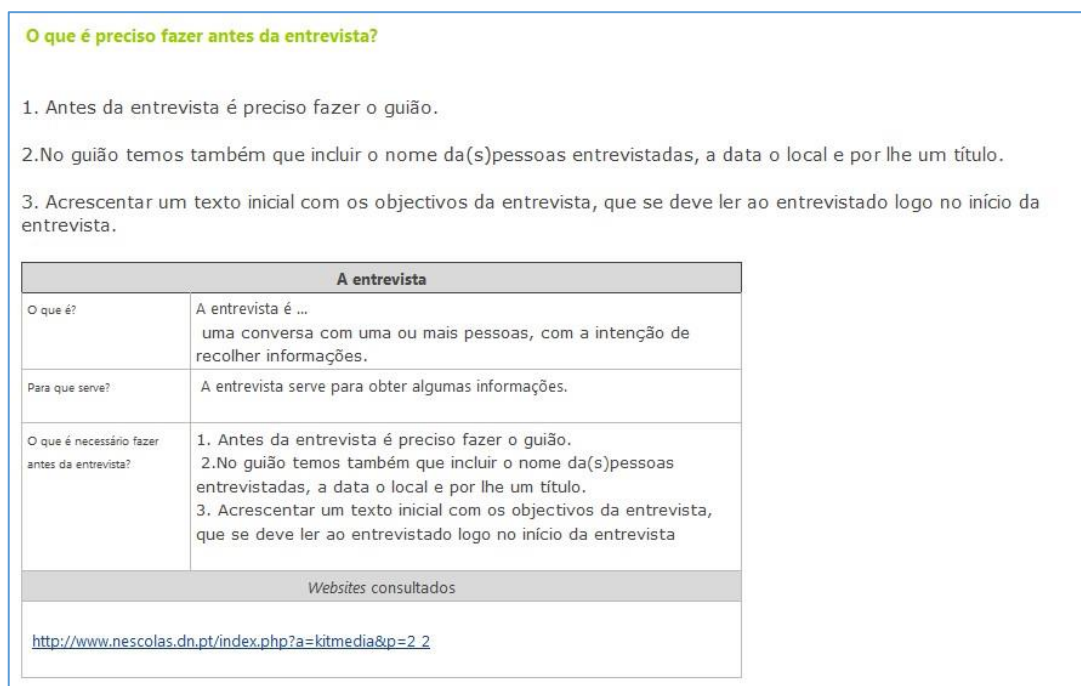 O que é preciso fazer antes da entrevista?
1. Antes da entrevista é preciso fazer o guião.
2.No guião temos também que incluir o nome da(s)pessoas entrevistadas, a data o local e por lhe um título.
3. Acrescentar um texto inicial com os objectivos da entrevista, que se deve ler ao entrevistado logo no início da
entrevista.
A entrevista
O que é?
A entrevista é ...
uma conversa com uma ou mais pessoas, com a intenção de
recolher informações.
Para que serve?
A entrevista serve para obter algumas informações.
O que é necessário fazer
antes da entrevista?
1. Antes da entrevista é preciso fazer o guião.
2.No guião temos também que incluir o nome da(s)pessoas
entrevistadas, a data o local e por lhe um título.
3. Acrescentar um texto inicial com os objectivos da entrevista,
que se deve ler ao entrevistado logo no início da entrevista
Websites consultados
http://www.nescolas.dn.pt/index.php?a=kitmedia&p=2_2